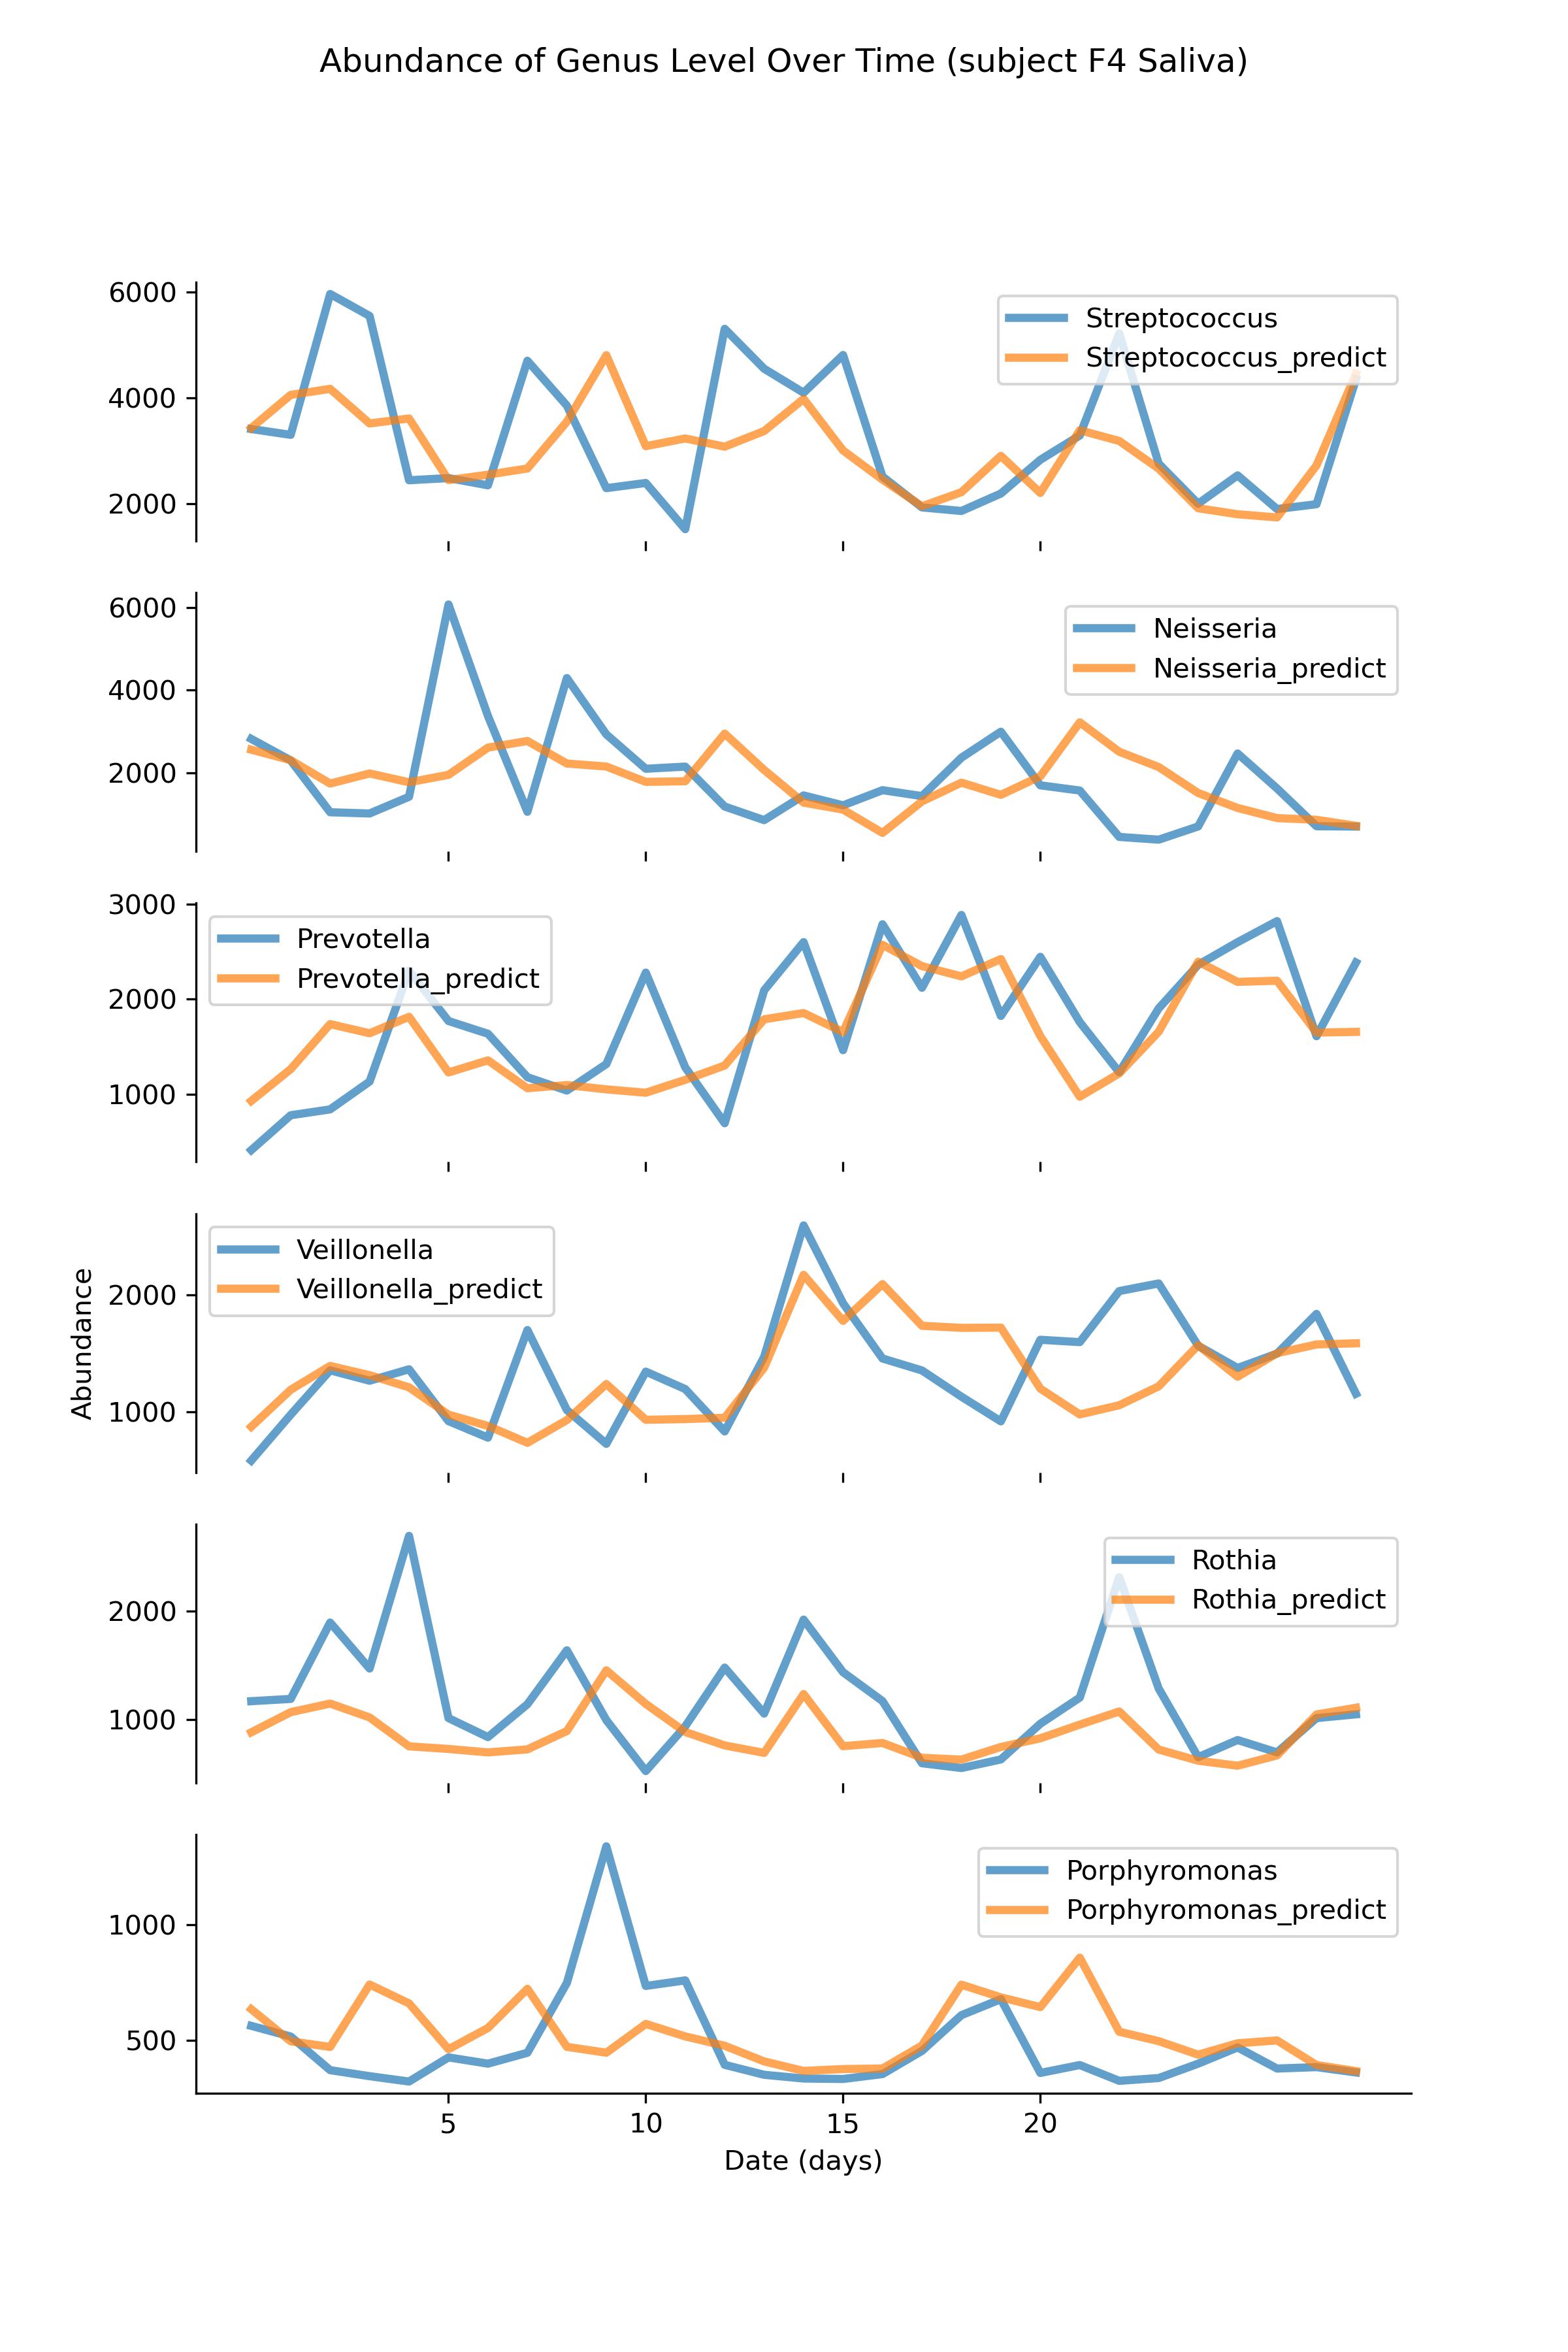 Abundance of Genus Level Over Time (subject F4 Saliva)
6000
4000
2000
Streptococcus
Streptococcus_predict
6000
4000
2000
Neisseria
Neisseria_predict
3000
2000
1000
Prevotella
Prevotella_predict
Abundance
2000
1000
Veillonella
Veillonella_predict
2000
1000
Rothia
Rothia_predict
1000
500
Porphyromonas
Porphyromonas_predict
5 10 15 20
Date (days)